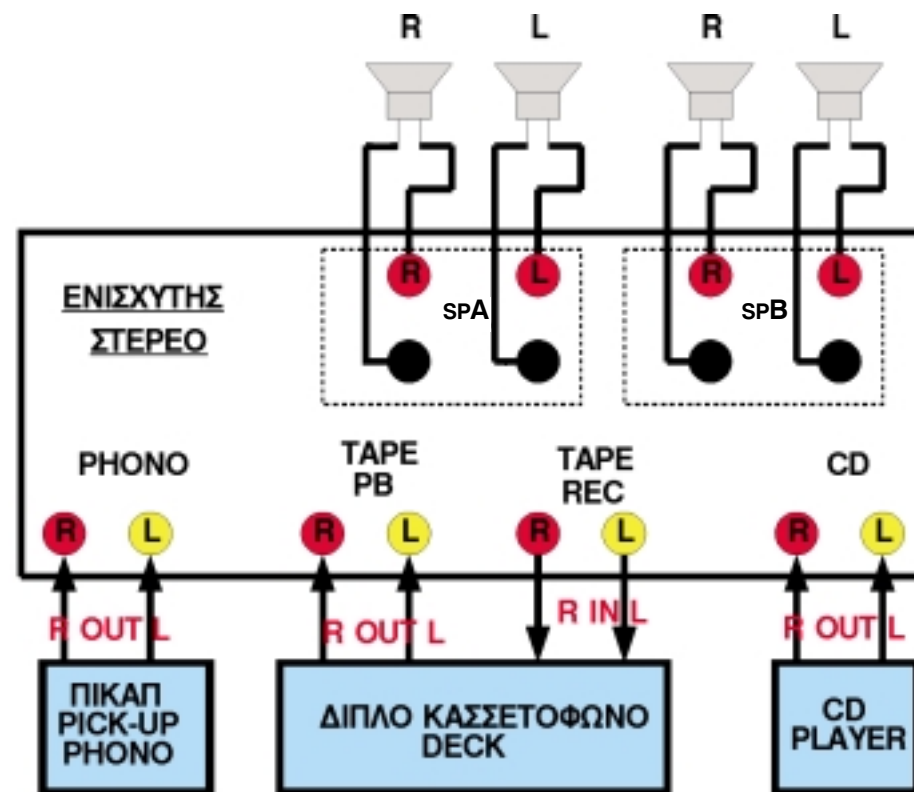 R L R L
R L R L
SPA SPB
ΕΝΙΣΧΥΤΗΣ
ΣΤΕΡΕΟ
PHONO
TAPE
PB
TAPE
REC
CD
R L R L R L R L
R OUT L
R OUT L
R IN L
R OUT L
ΠΙΚΑΠ
PICK-UP
PHONO
ΔΙΠΛΟ ΚΑΣΣΕΤΟΦΩΝΟ
DECK
CD
PLAYER